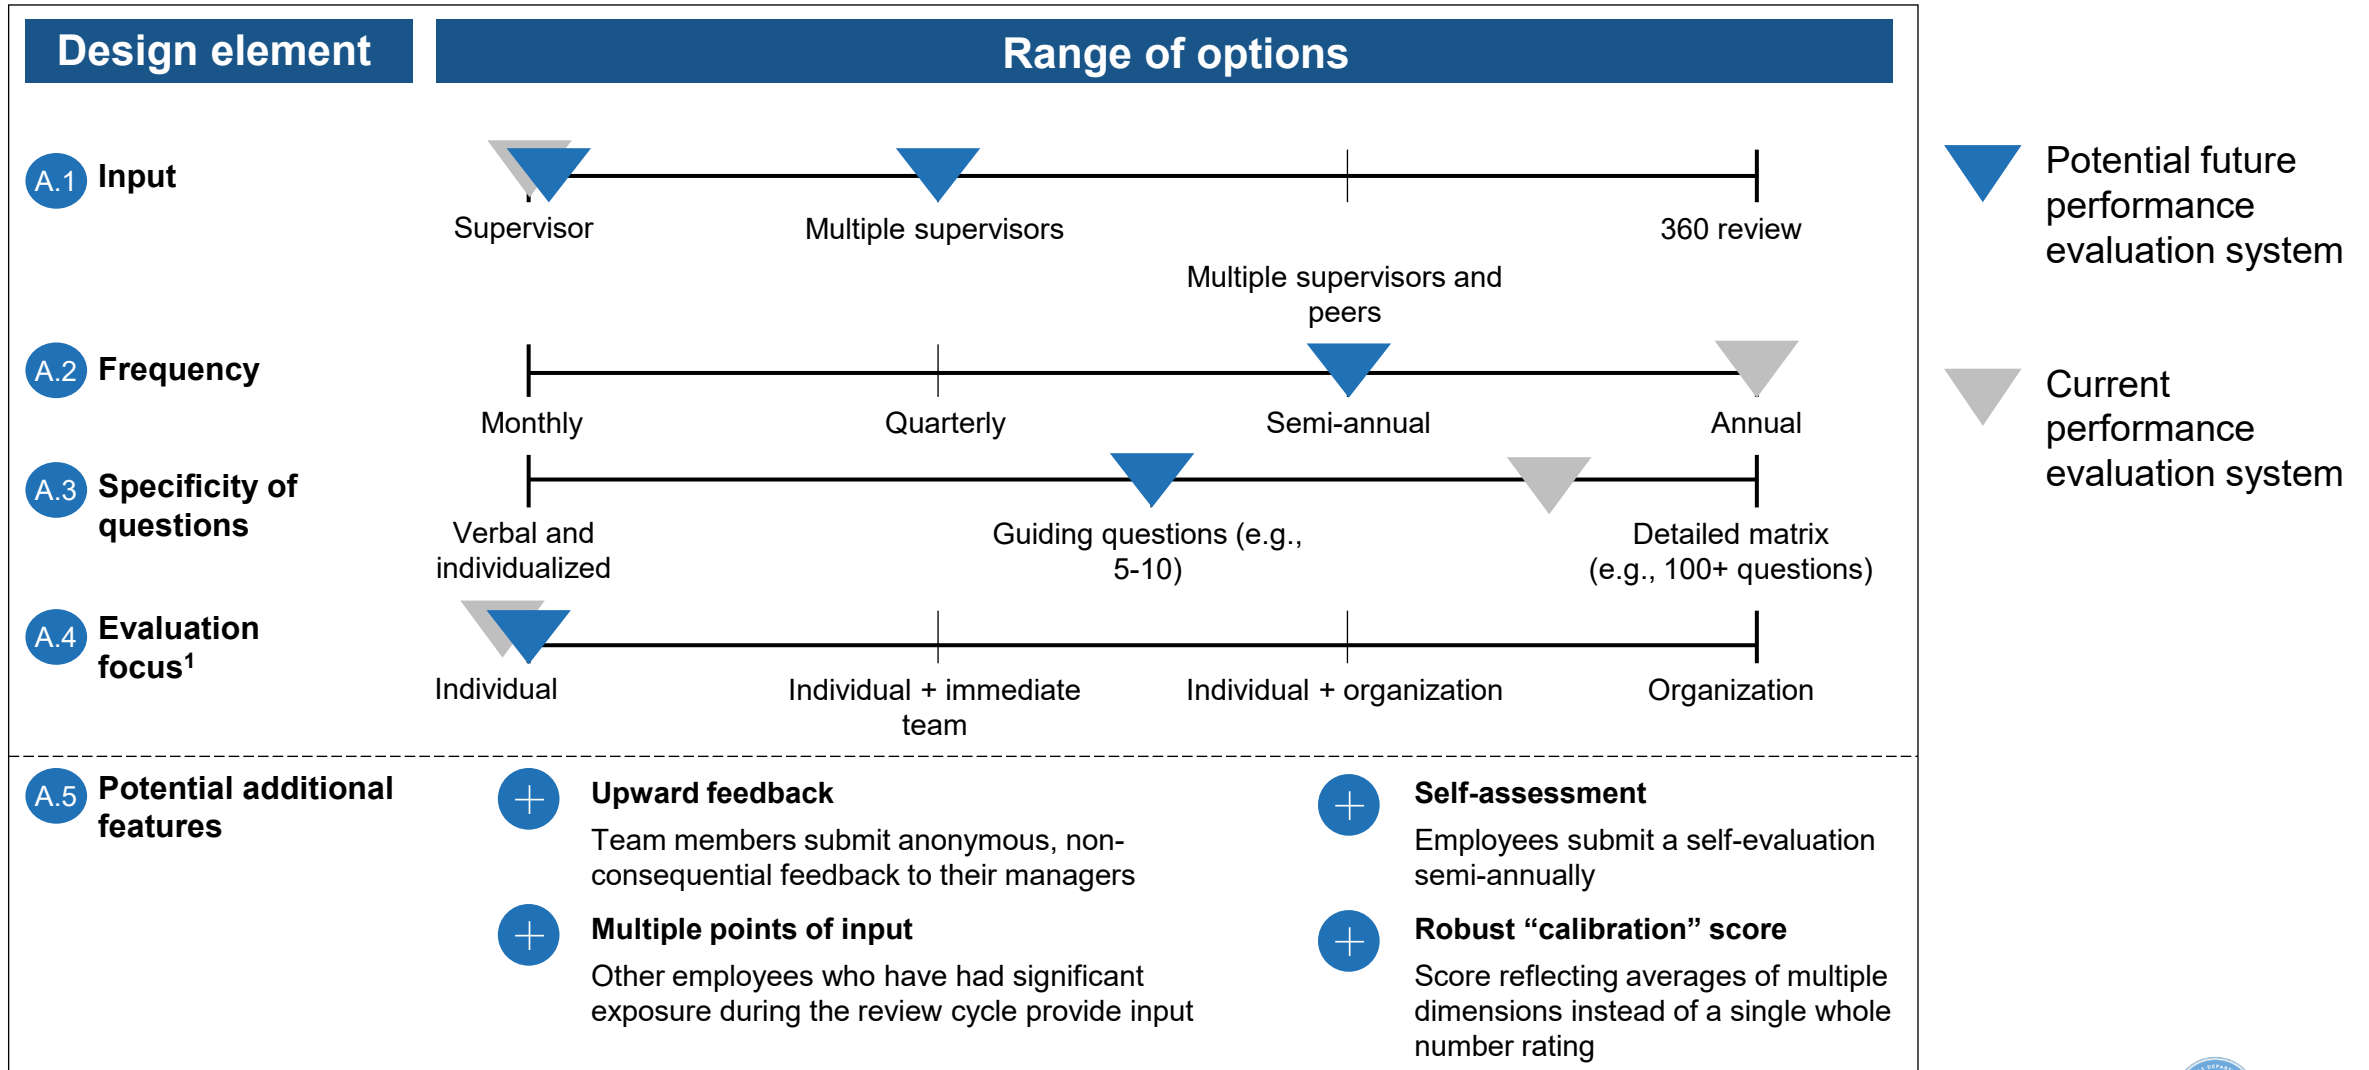 Design element
Range of options
A.1 Input
Supervisor
Multiple supervisors
Multiple supervisors and
peers
360 review
A.2 Frequency
Monthly
Quarterly
Semi-annual
Annual
A.3 Specificity of
questions
Verbal and
individualized
Guiding questions (e.g.,
5-10)
Detailed matrix
(e.g., 100+ questions)
A.4 Evaluation
focus¹
Individual
Individual + immediate
team
Individual + organization
Organization
A.5 Potential additional
features
Upward feedback
Team members submit anonymous, non-
consequential feedback to their managers
Multiple points of input
Other employees who have had significant
exposure during the review cycle provide input
Self-assessment
Employees submit a self-evaluation
semi-annually
Robust “calibration” score
Score reflecting averages of multiple
dimensions instead of a single whole
number rating
Potential future
performance
evaluation system
Current
performance
evaluation system